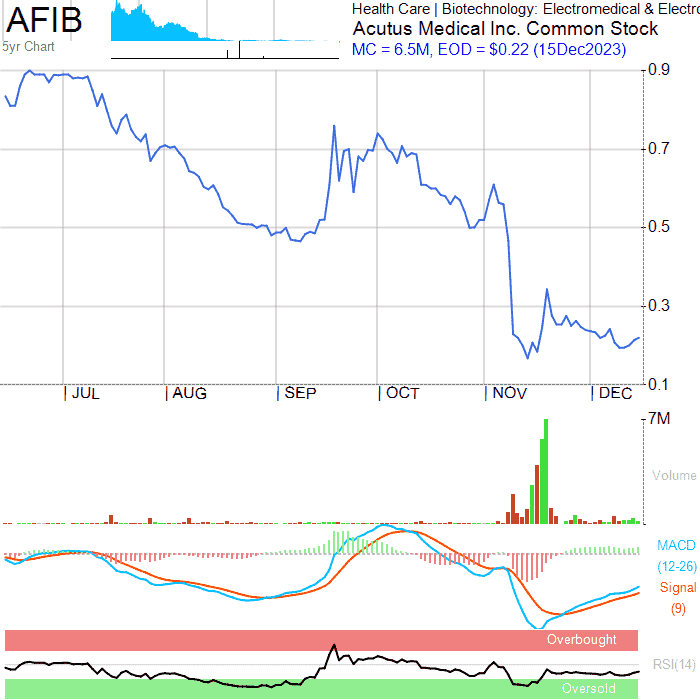 AFIB
5yr Chart
Health Care | Biotechnology: Electromedical & Electro
Acutus Medical Inc. Common Stock
MC = 6.5M, EOD = $0.22 (15Dec2023)
0.9
0.7
0.5
0.3
0.1
| JUL | AUG | SEP | OCT | NOV | DEC
7M
Volume
MACD
(12-26)
Signal
(9)
Overbought
RSI(14)
Oversold